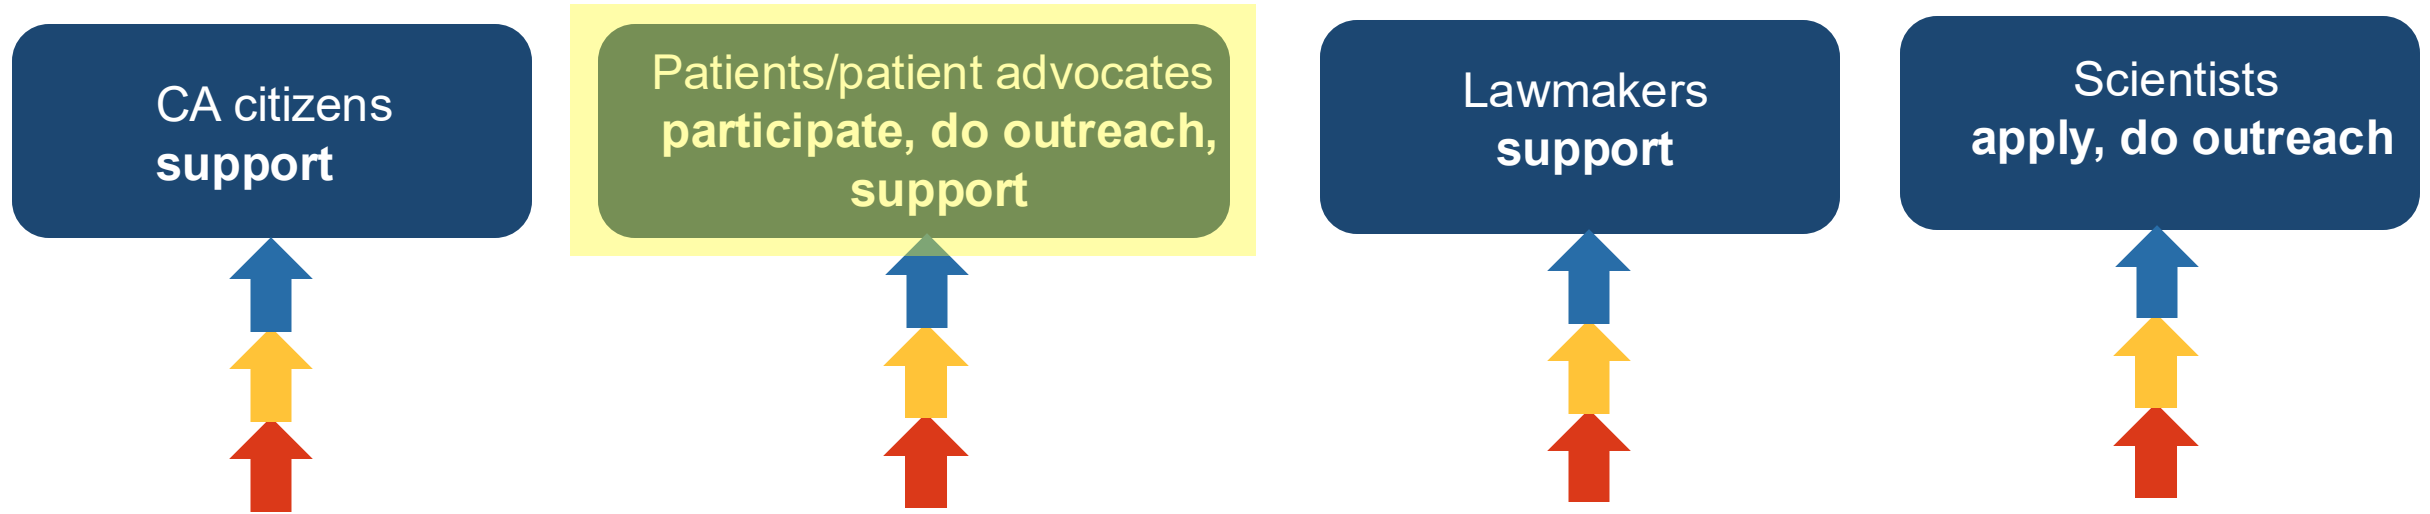 CA citizens
support
Patients/patient advocates
participate, do outreach,
support
Lawmakers
support
Scientists
apply, do outreach